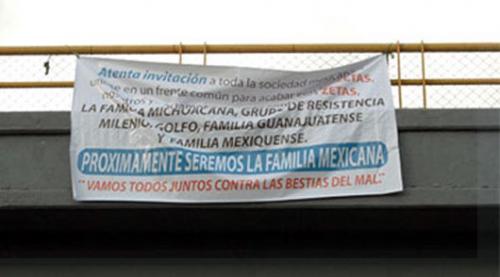 Atenta invitación a toda la sociedad
en un frente común para acabar ZETAS.
LA FAMILIA MICHUACANA, GRUPO DE RESISTENCIA
MILENIO, GOLFO, FAMILIA GUANAJUATENSE
Y FAMILIA MEXIQUENSE.
PROXIMAMENTE SEREMOS LA FAMILIA MEXICANA
"VAMOS TODOS JUNTOS CONTRA LAS BESTIAS DEL MAL."